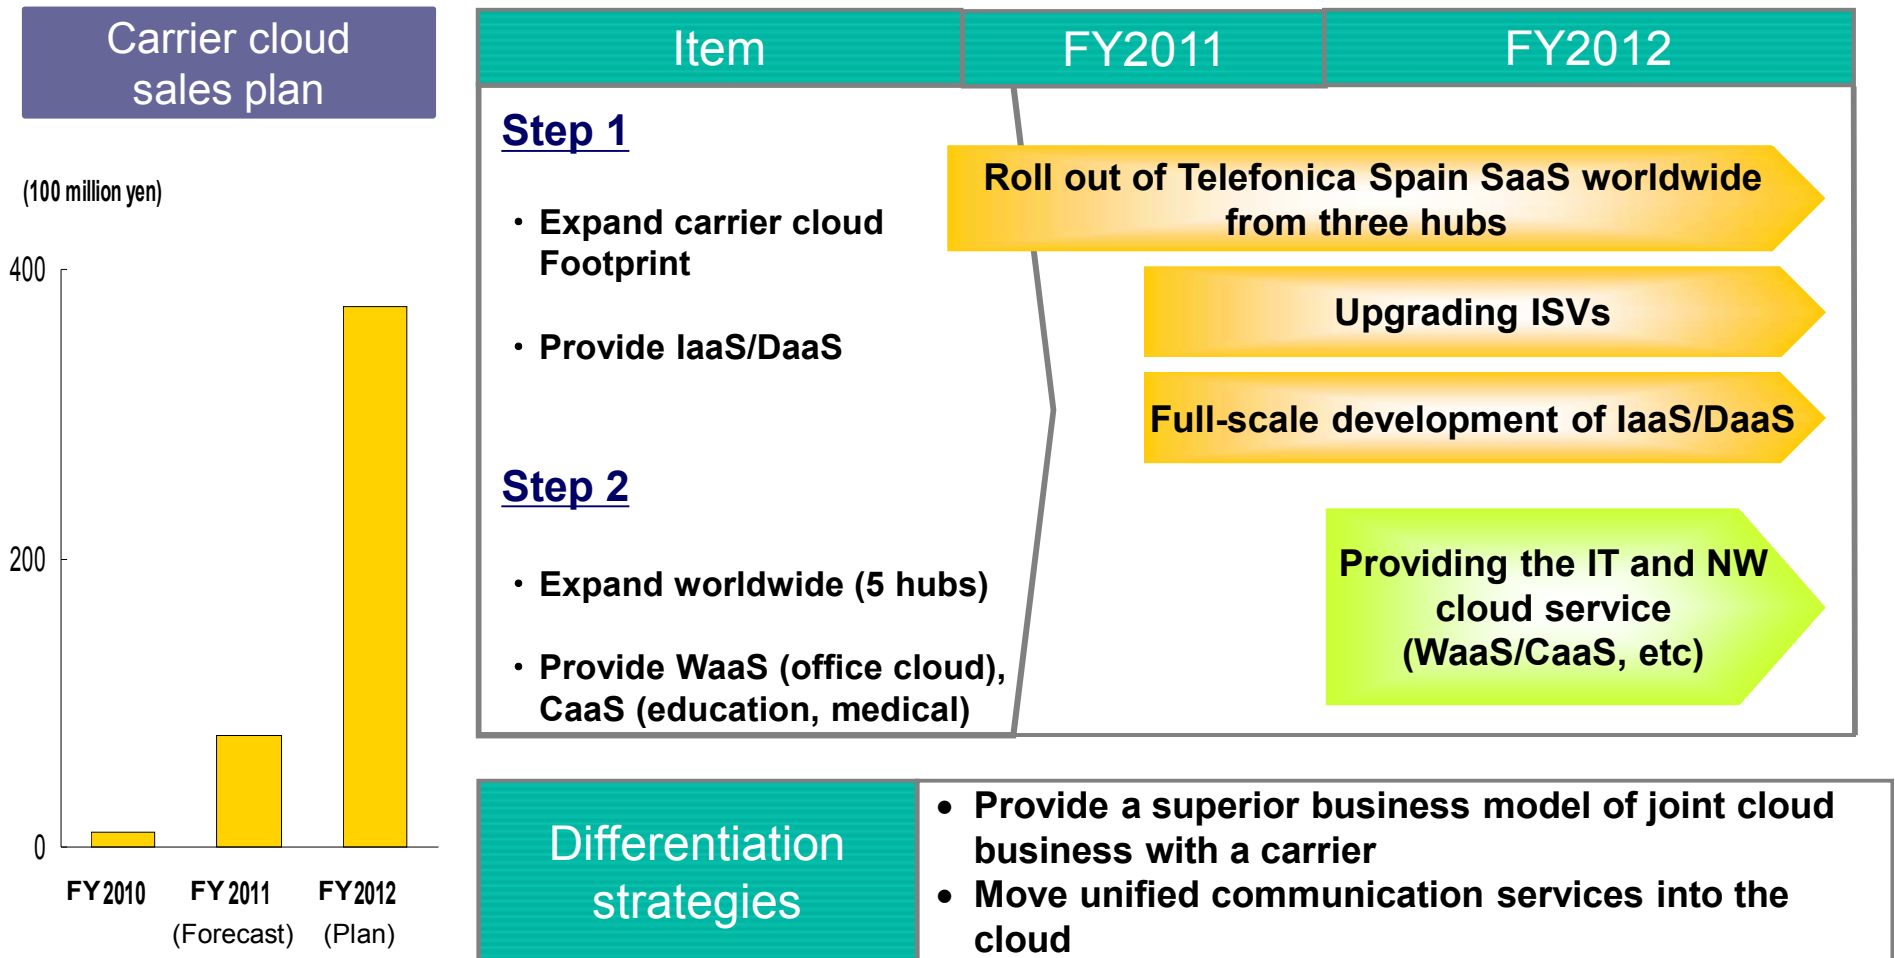 Carrier cloud
sales plan
(100 million yen)
400
200
0
FY2010
FY2011
(Forecast)
FY2012
(Plan)
Item
FY2011
FY2012
Step 1
・Expand carrier cloud
Footprint
・Provide IaaS/DaaS
Step 2
・Expand worldwide (5 hubs)
・Provide WaaS (office cloud),
CaaS (education, medical)
Roll out of Telefonica Spain SaaS worldwide
from three hubs
Upgrading ISVs
Full-scale development of IaaS/DaaS
Providing the IT and NW
cloud service
(WaaS/CaaS, etc)
Differentiation
strategies
• Provide a superior business model of joint cloud
business with a carrier
• Move unified communication services into the
cloud